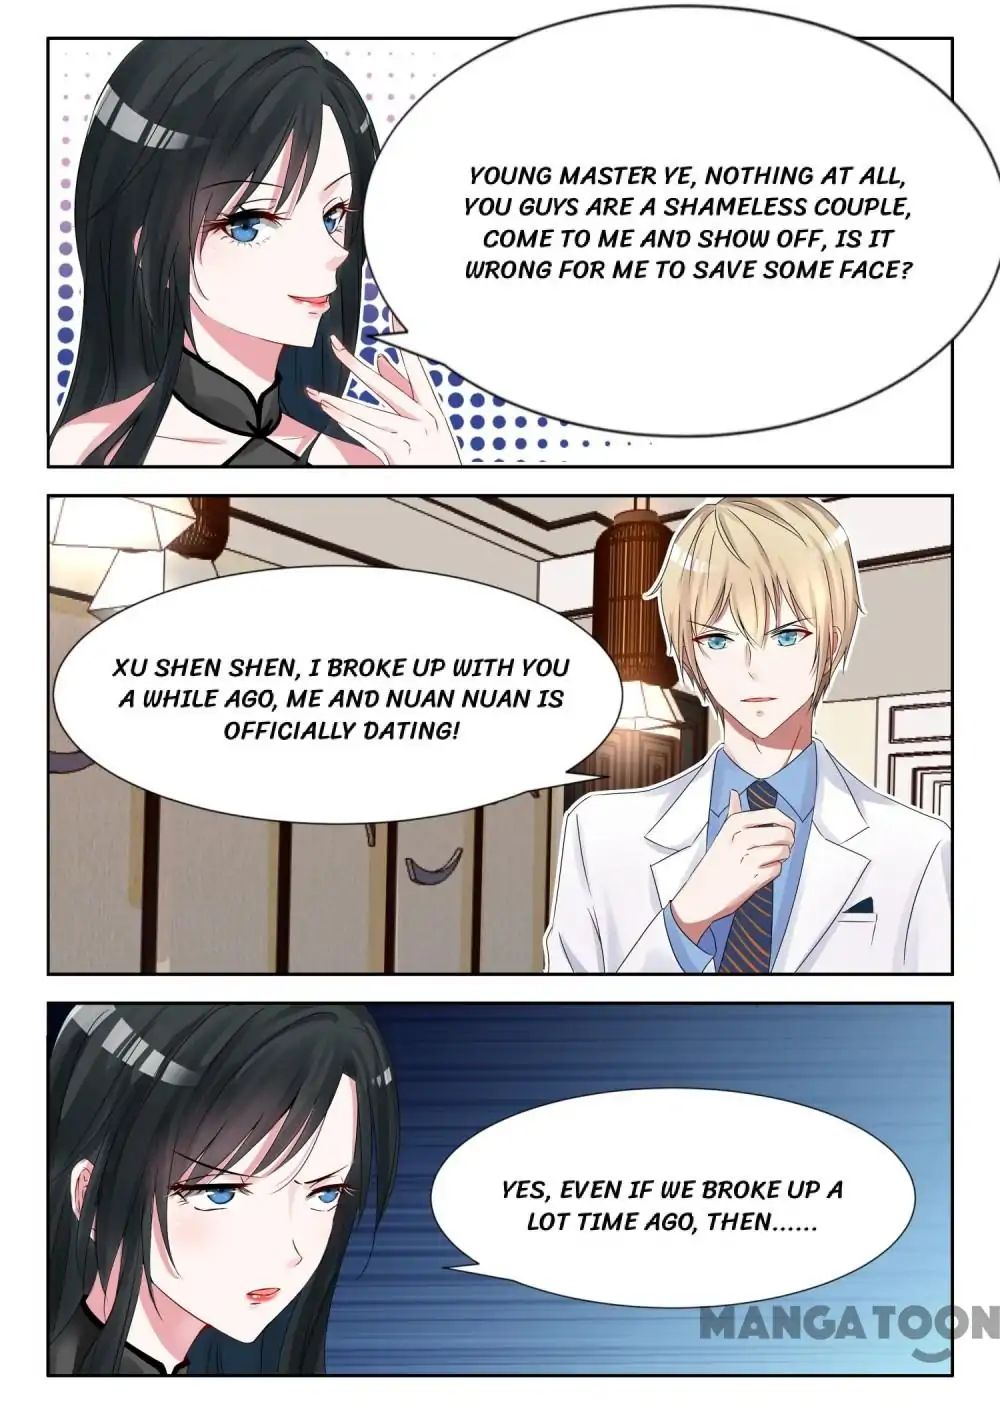 YOUNG MASTER YE, NOTHING AT ALL,
YOU GUYS ARE A SHAMELESS COUPLE,
COME TO ME AND SHOW OFF, IS IT
WRONG FOR ME TO SAVE SOME FACE?
XU SHEN SHEN, I BROKE UP WITH YOU
A WHILE AGO, ME AND NUAN NUAN IS
OFFICIALLY DATING!
YES, EVEN IF WE BROKE UP A
LOT TIME AGO, THEN......
MANGATOON